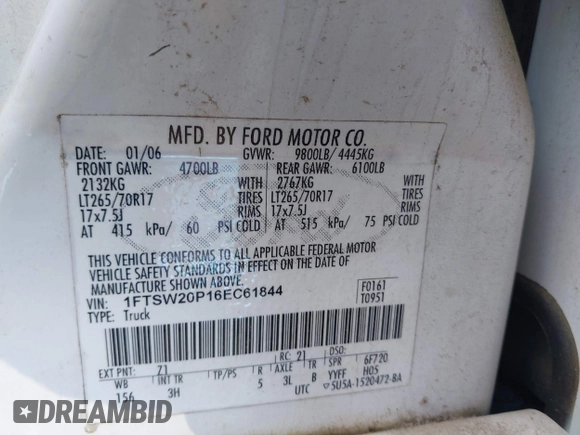 MFD. BY FORD MOTOR CO.
DATE: 01/06 GVWR: 9800LB/ 4445KG
FRONT GAWR: 4700LB REAR GAWR: 6100LB
2132KG WITH 2767KG WITH
LT265/70R17 TIRES LT265/70R17 TIRES
17x7.5J RIMS 17x7.5J RIMS
AT 415 kPa/ 60 PSI COLD AT 515 kPa/ 75 PSI COLD
THIS VEHICLE CONFORMS TO ALL APPLICABLE FEDERAL MOTOR
VEHICLE SAFETY STANDARDS IN EFFECT ON THE DATE OF
MANUFACTURE SHOWN ABOVE.
VIN: 1FTSW20P16EC61844
F0161
T0951
TYPE: Truck
EXT PNT: Z1 RC: 21 DSO:
WB INT TR TP/PS R AXLE TR 6F720
156 3H 5 3L B YYFF H05
UTC 5U5A-1520472-BA
DREAMBID